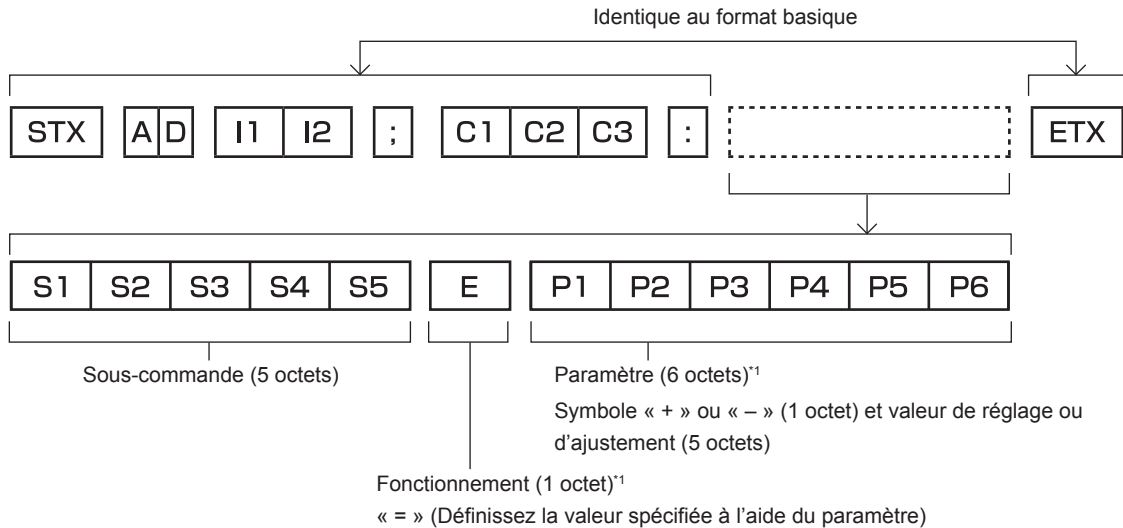 Identique au format basique
STX A D I1 I2 ; C1 C2 C3 : ETX
S1 S2 S3 S4 S5 E P1 P2 P3 P4 P5 P6
Sous-commande (5 octets)
Paramètre (6 octets)*1
Symbole « + » ou « – » (1 octet) et valeur de réglage ou
d’ajustement (5 octets)
Fonctionnement (1 octet)*1
« = » (Définissez la valeur spécifiée à l’aide du paramètre)